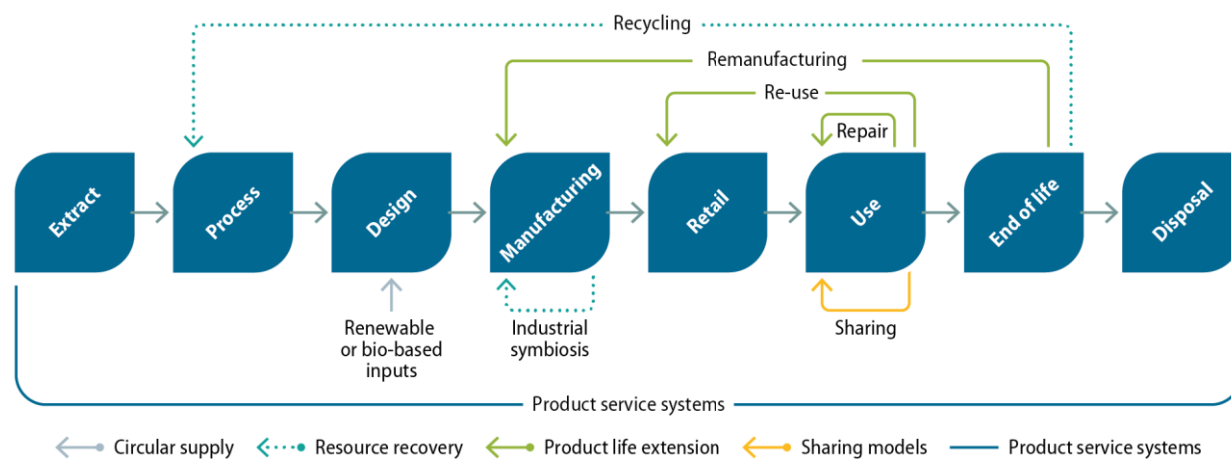 Recycling
Remanufacturing
Re-use
Repair
Extract
Process
Design
Manufacturing
Retail
Use
End of life
Disposal
Renewable
or bio-based
inputs
Industrial
symbiosis
Sharing
Product service systems
Circular supply
Resource recovery
Product life extension
Sharing models
Product service systems